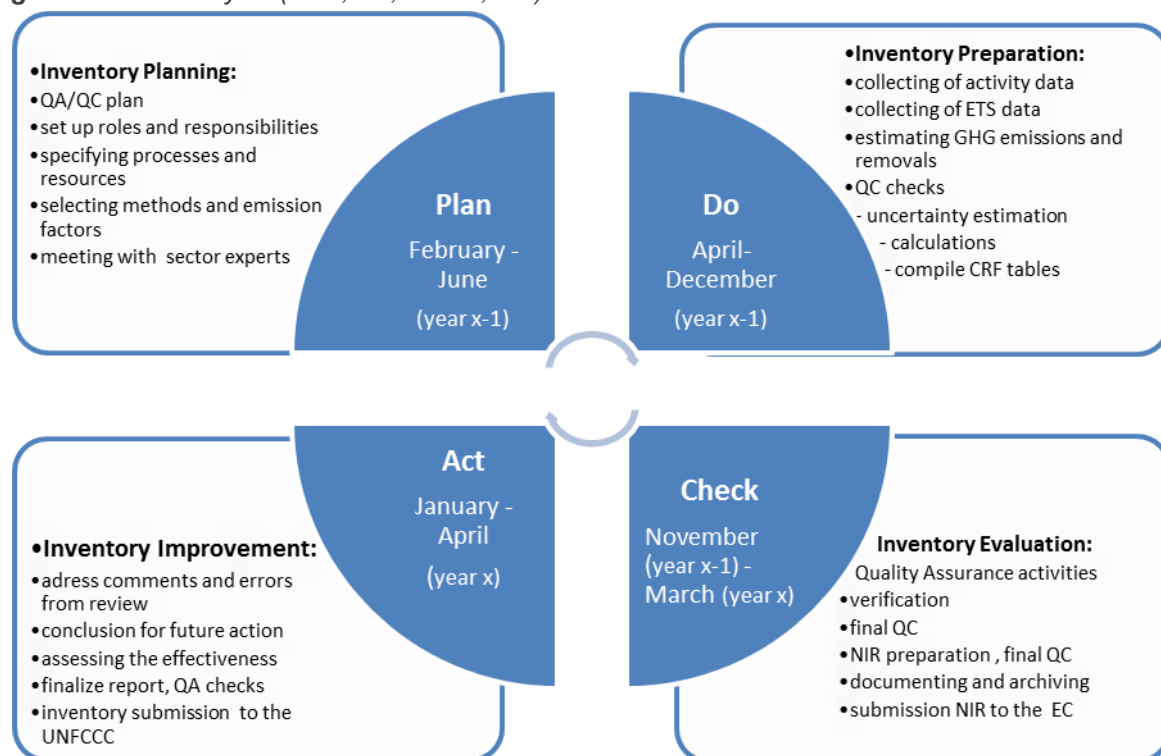 •Inventory Planning:
•QA/QC plan
•set up roles and responsibilities
•specifying processes and
resources
•selecting methods and emission
factors
•meeting with sector experts
Plan
February -
June
(year x-1)
Do
April-
December
(year x-1)
•Inventory Preparation:
•collecting of activity data
•collecting of ETS data
•estimating GHG emissions and
removals
•QC checks
- uncertainty estimation
- calculations
- compile CRF tables
•Inventory Improvement:
•adress comments and errors
from review
•conclusion for future action
•assessing the effectiveness
•finalize report, QA checks
•inventory submission to the
UNFCCC
Act
January -
April
(year x)
Check
November
(year x-1) -
March (year x)
Inventory Evaluation:
Quality Assurance activities
•verification
•final QC
•NIR preparation , final QC
•documenting and archiving
•submission NIR to the EC